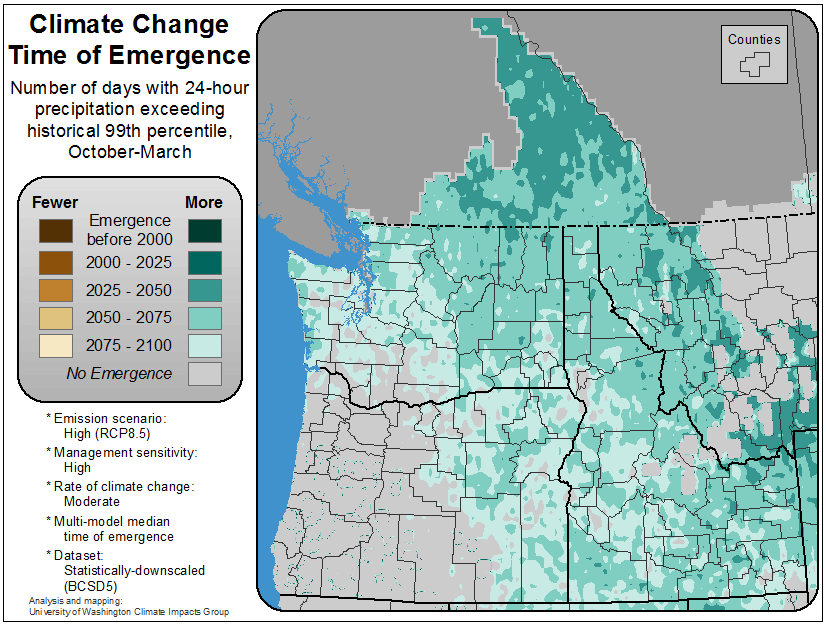 Climate Change
Time of Emergence
Number of days with 24-hour
precipitation exceeding
historical 99th percentile,
October-March
Fewer More
Emergence
before 2000
2000 - 2025
2025 - 2050
2050 - 2075
2075 - 2100
No Emergence
* Emission scenario:
High (RCP8.5)
* Management sensitivity:
High
* Rate of climate change:
Moderate
* Multi-model median
time of emergence
* Dataset:
Statistically-downscaled
(BCSD5)
Analysis and mapping:
University of Washington Climate Impacts Group
Counties